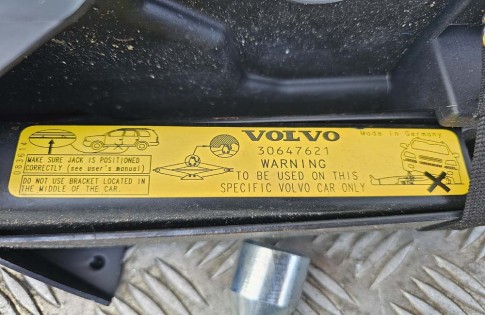 083614
MAKE SURE JACK IS POSITIONED
CORRECTLY (see user's manual)
DO NOT USE BRACKET LOCATED IN
THE MIDDLE OF THE CAR.
VOLVO
30647621
WARNING
TO BE USED ON THIS
SPECIFIC VOLVO CAR ONLY
Made in Germany